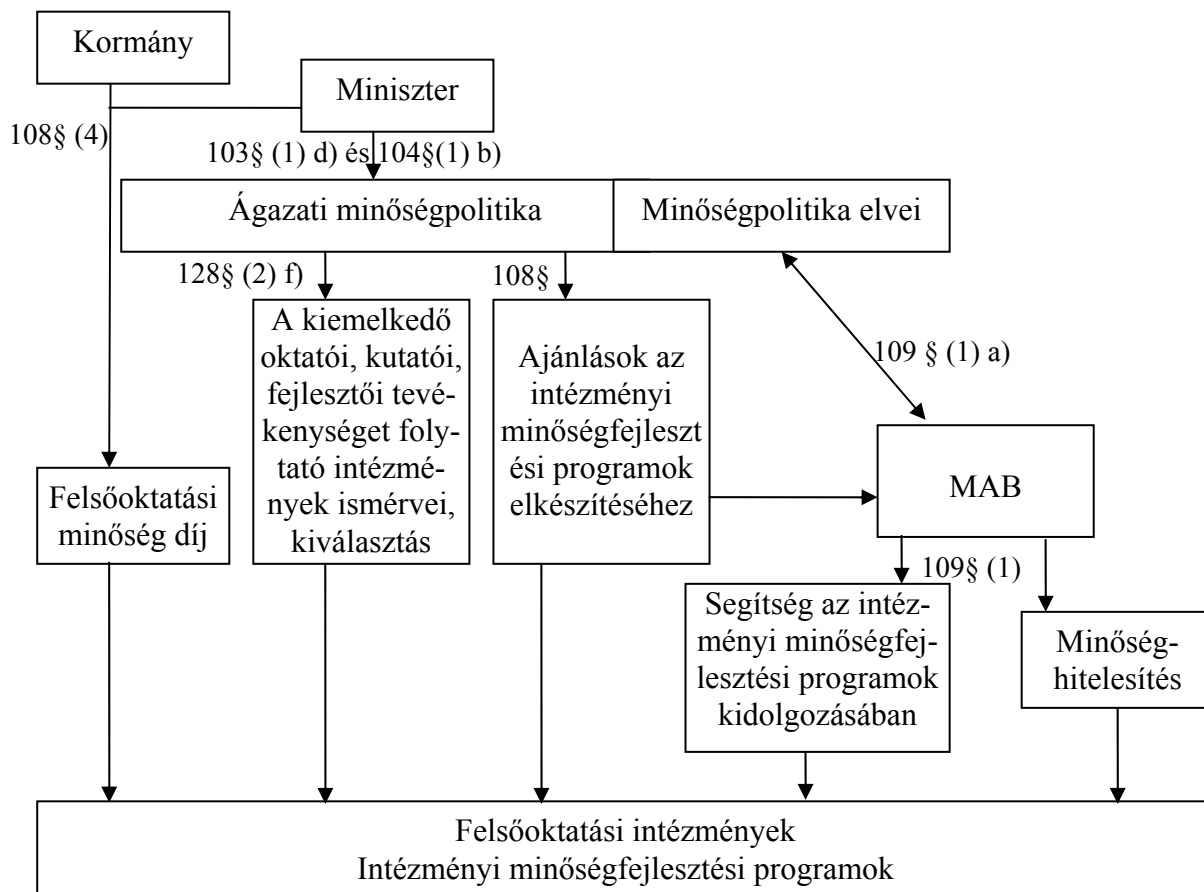 Kormány
Miniszter
108§ (4)
103§ (1) d) és 104§(1) b)
Ágazati minőségpolitika
Minőségpolitika elvei
128§ (2) f)
108§
109 § (1) a)
A kiemelkedő
oktatói, kutatói,
fejlesztői tevé-
kenységet foly-
tató intézmé-
nyek ismérvei,
kiválasztás
Ajánlások az
intézményi
minőségfejleszt
ési programok
elkészítéséhez
MAB
Felsőoktatási
minőség díj
109§ (1)
Segítség az intéz-
ményi minőségfej-
lesztési programok
kidolgozásában
Minőség-
hitelesítés
Felsőoktatási intézmények
Intézményi minőségfejlesztési programok